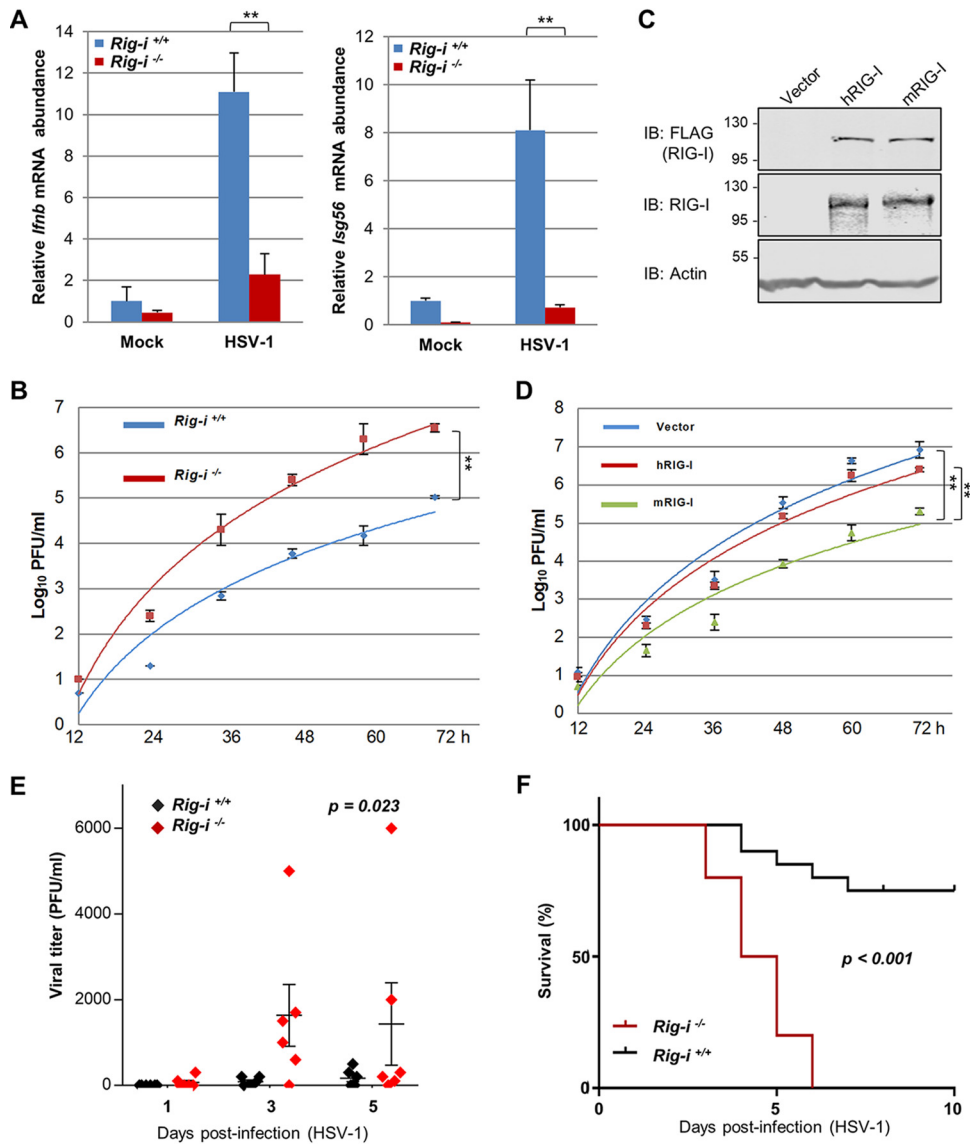 A
14
12
10
8
6
4
2
0
Relative Ifnb mRNA abundance
Rig-i +/+
Rig-i -/-
**
Mock
HSV-1
12
10
8
6
4
2
0
Relative Isg56 mRNA abundance
Rig-i +/+
Rig-i -/-
**
Mock
HSV-1
C
Vector
hRIG-I
mRIG-I
IB: FLAG
(RIG-I)
130
95
IB: RIG-I
130
95
IB: Actin
55
B
7
6
5
4
3
2
1
0
Log10 PFU/ml
Rig-i +/+
Rig-i -/-
**
12
24
36
48
60
72 h
D
8
7
6
5
4
3
2
1
0
Log10 PFU/ml
Vector
hRIG-I
mRIG-I
**
**
12
24
36
48
60
72 h
E
6000
4000
2000
0
Viral titer (PFU/ml)
Rig-i +/+
Rig-i -/-
p = 0.023
1
3
5
Days post-infection (HSV-1)
F
100
50
0
Survival (%)
p < 0.001
Rig-i -/-
Rig-i +/+
0
5
10
Days post-infection (HSV-1)